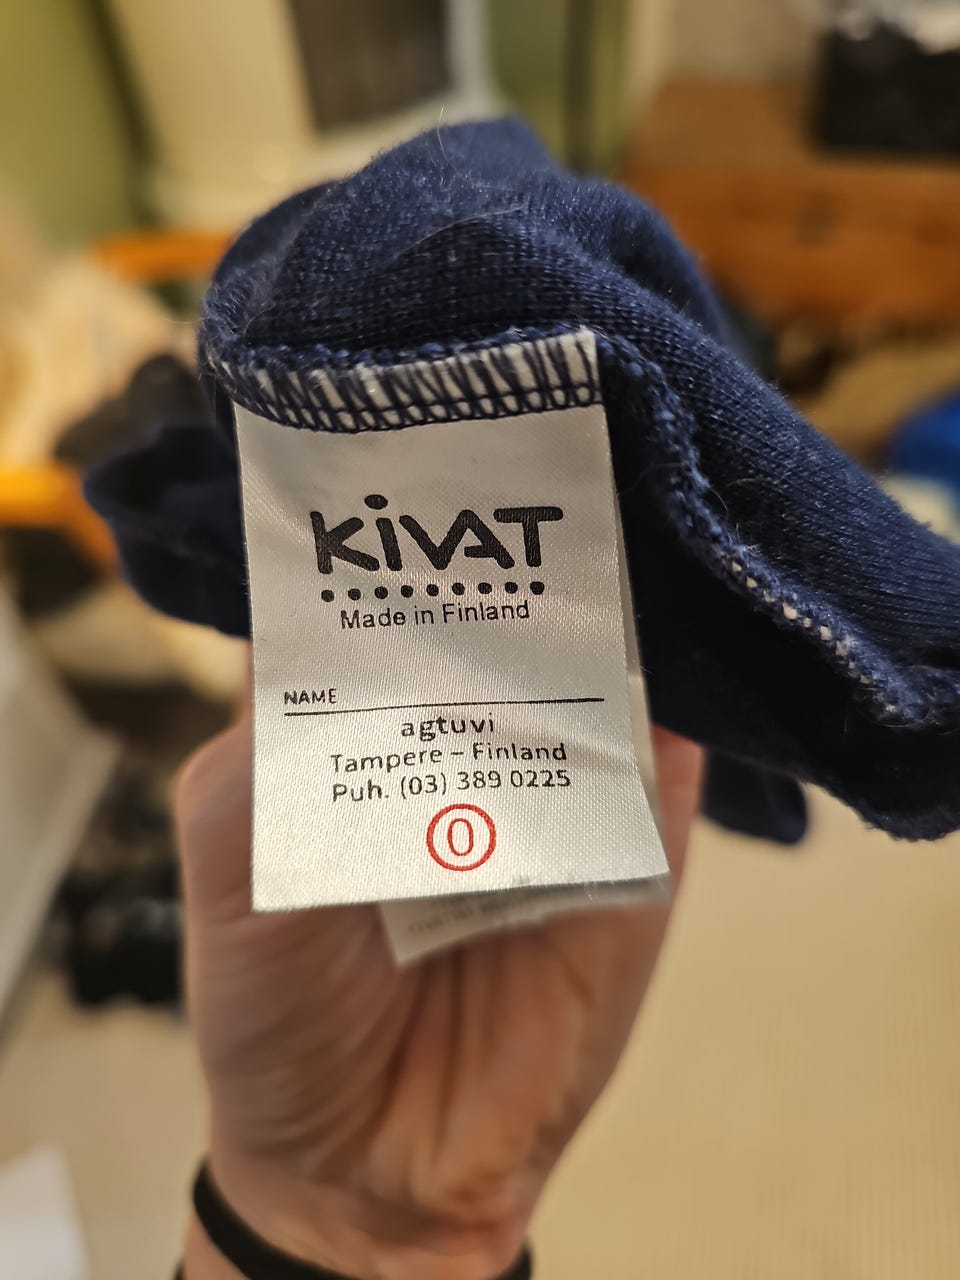 KiVAT
Made in Finland
NAME
agtuvi
Tampere – Finland
Puh. (03) 389 0225
0